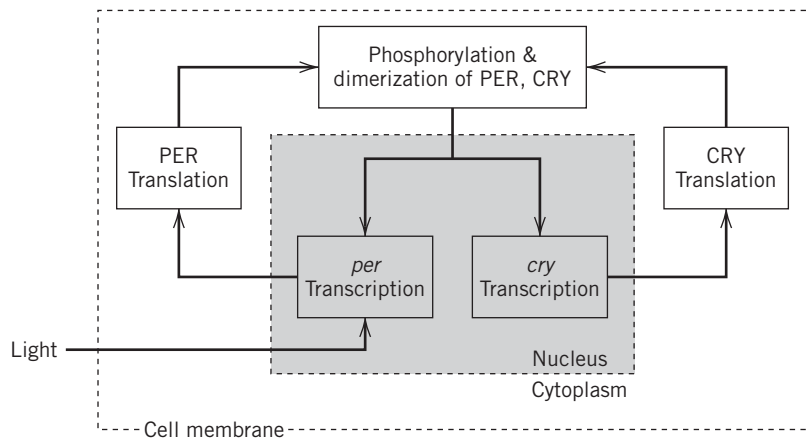 Phosphorylation &
dimerization of PER, CRY
PER
Translation
CRY
Translation
per
Transcription
cry
Transcription
Light
Nucleus
Cytoplasm
Cell membrane